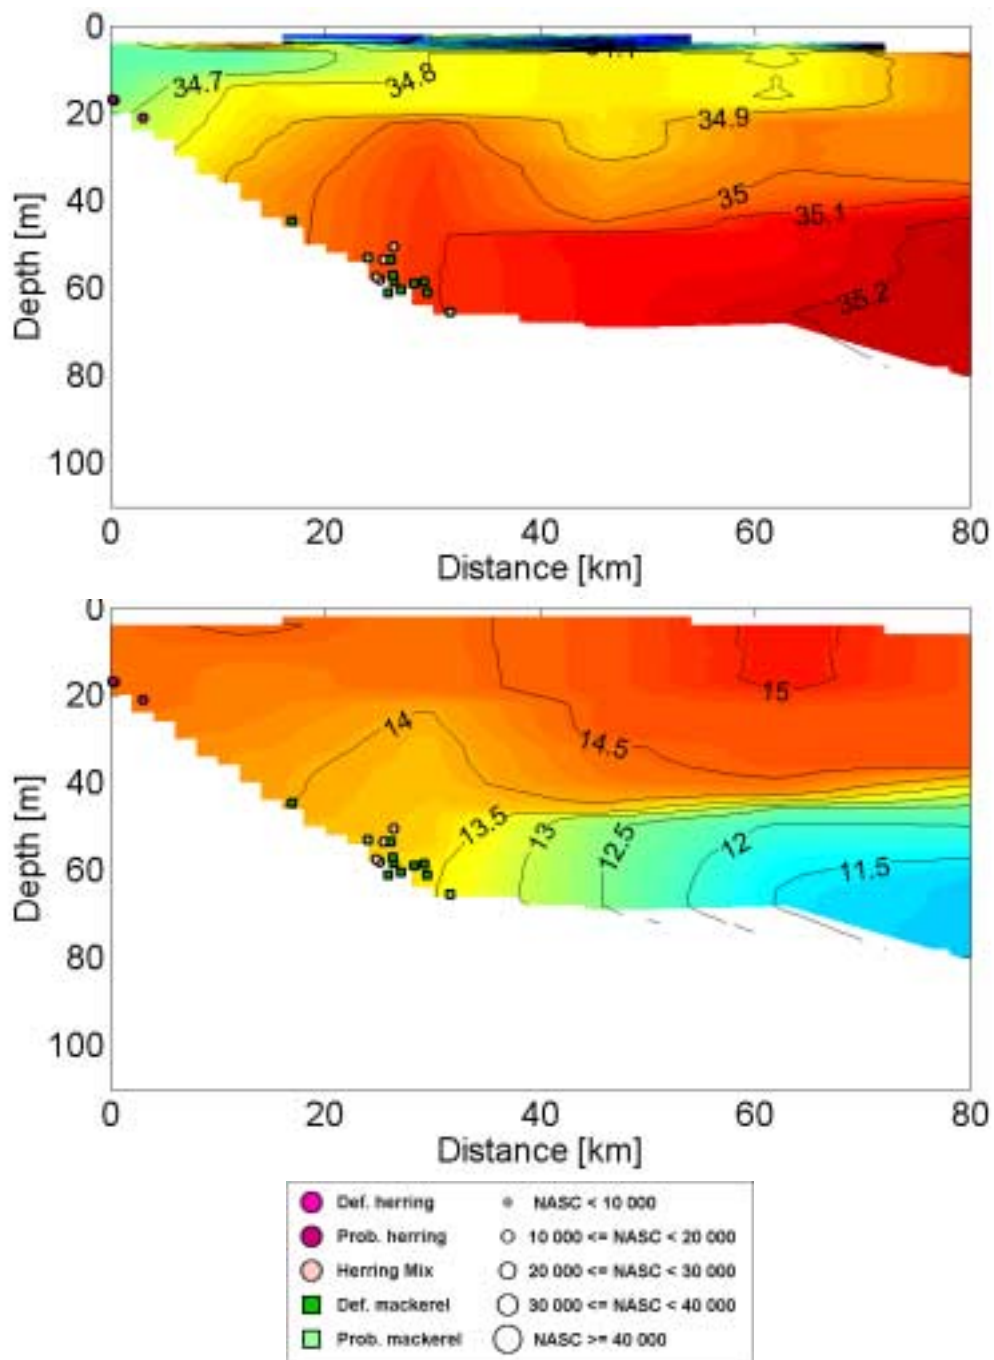 0
34.7
34.8
20
34.9
Depth [m]
40
35
35.1
60
35.2
80
100
0 20 40 60 80
Distance [km]
0
20
15
14
14.5
Depth [m]
40
13.5
13
12.5
12
60
11.5
80
100
0 20 40 60 80
Distance [km]
Def. herring NASC < 10 000
Prob. herring 10 000 <= NASC < 20 000
Herring Mix 20 000 <= NASC < 30 000
Def. mackerel 30 000 <= NASC < 40 000
Prob. mackerel NASC >= 40 000